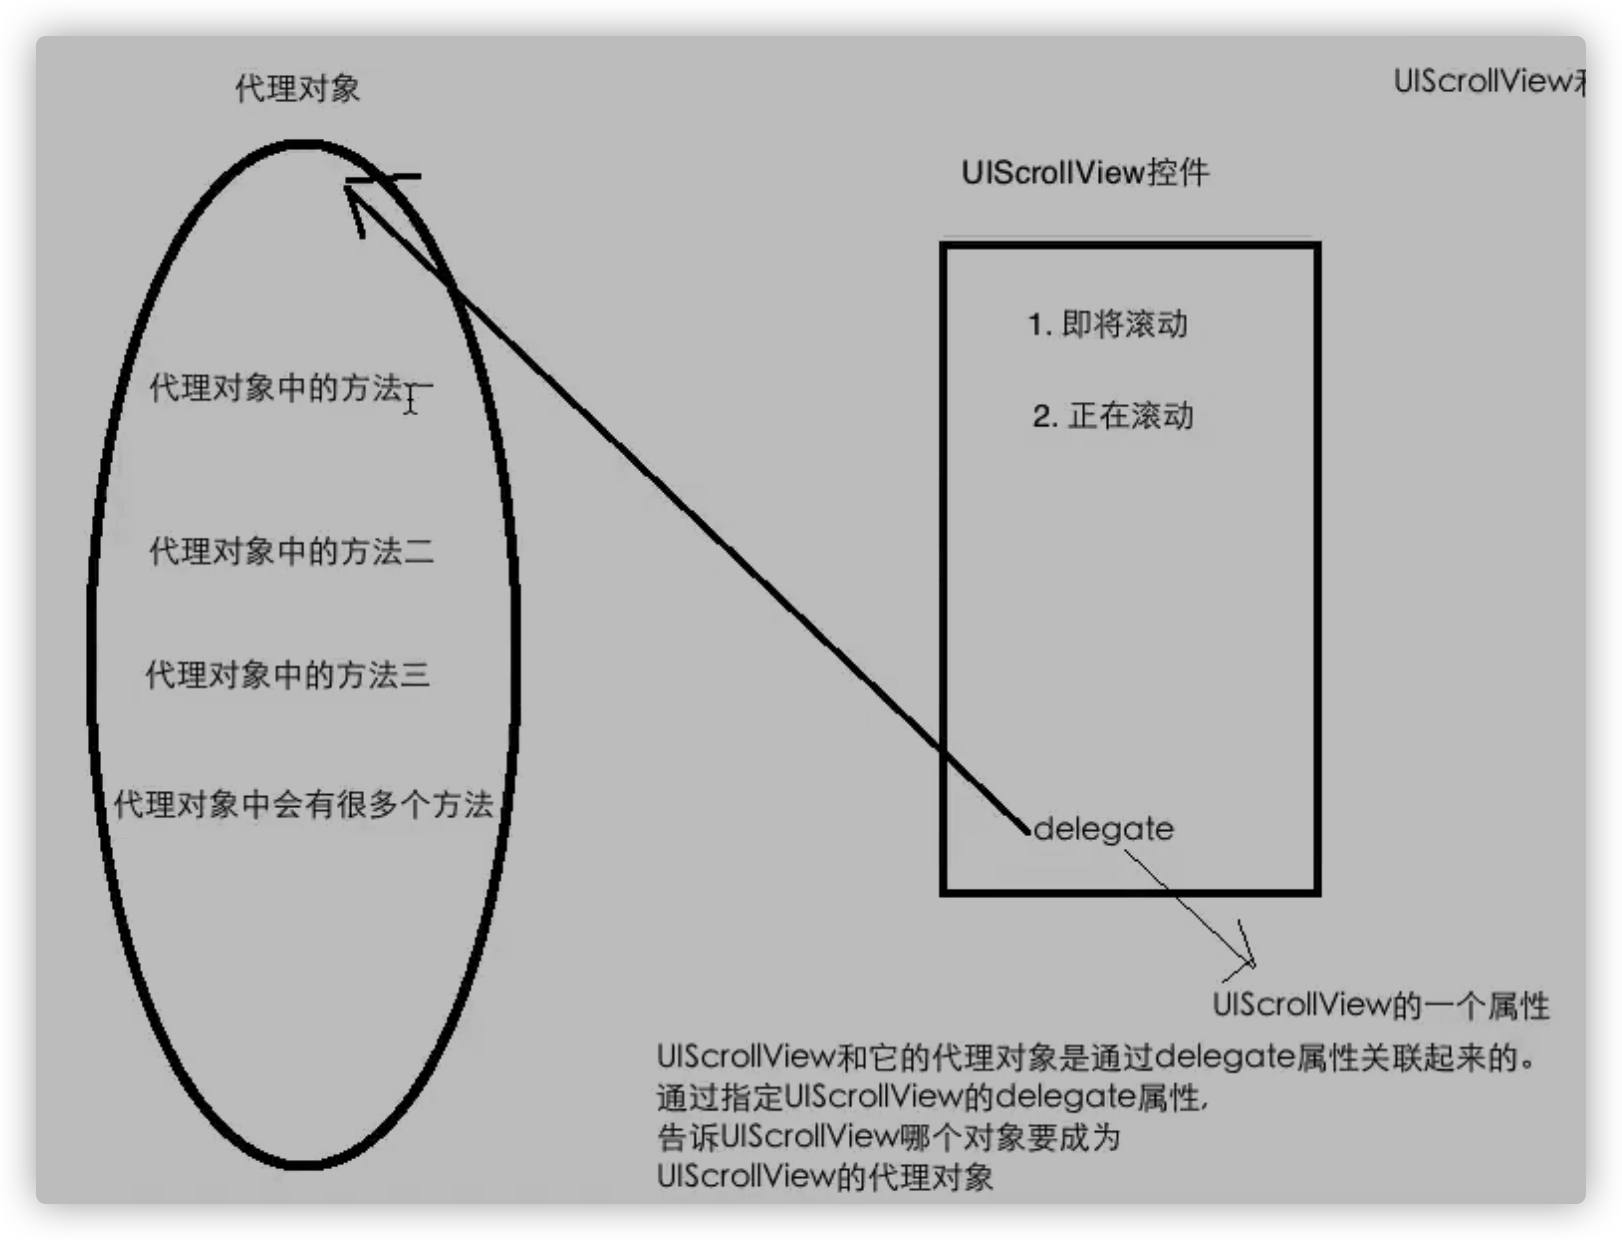 代理对象
UIScrollView
UIScrollView控件
1. 即将滚动
代理对象中的方法一
2. 正在滚动
代理对象中的方法二
代理对象中的方法三
代理对象中会有很多个方法
delegate
UIScrollView的一个属性
UIScrollView和它的代理对象是通过delegate属性关联起来的。
通过指定UIScrollView的delegate属性,
告诉UIScrollView哪个对象要成为
UIScrollView的代理对象